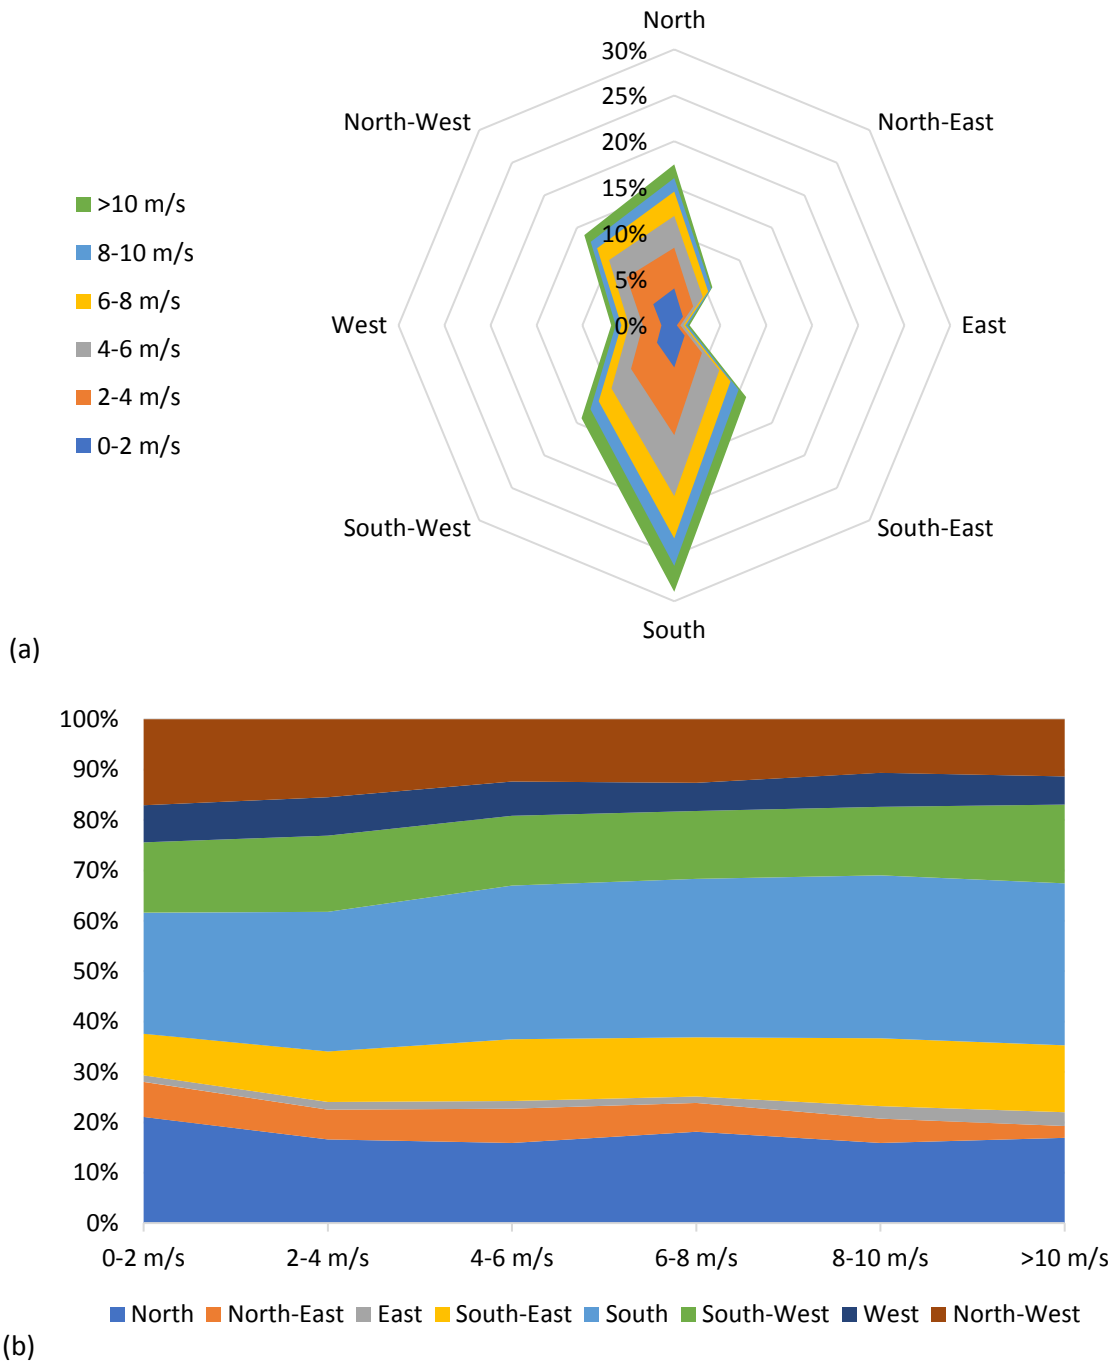 North
30%
25%
North-West
North-East
20%
>10 m/s
15%
8-10 m/s
10%
6-8 m/s
5%
West
0%
East
4-6 m/s
2-4 m/s
0-2 m/s
South-West
South-East
South
(a)
100%
90%
80%
70%
60%
50%
40%
30%
20%
10%
0%
0-2 m/s 2-4 m/s 4-6 m/s 6-8 m/s 8-10 m/s >10 m/s
North North-East East South-East South South-West West North-West
(b)